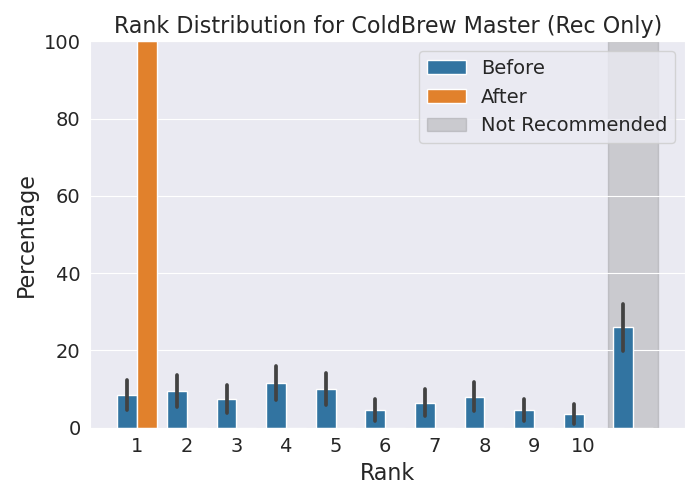 Rank Distribution for ColdBrew Master (Rec Only)
100
80
60
40
20
0
Percentage
Before
After
Not Recommended
1 2 3 4 5 6 7 8 9 10
Rank